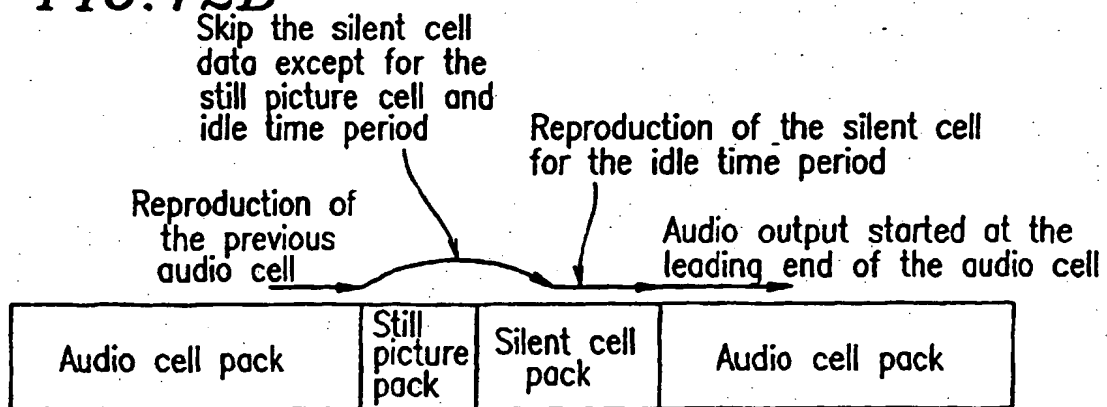 FIG.72B
Skip the silent cell
data except for the
still picture cell and
idle time period
Reproduction of the silent cell
for the idle time period
Reproduction of
the previous
audio cell
Audio output started at the
leading end of the audio cell
Audio cell pack
Still
picture
pack
Silent cell
pack
Audio cell pack